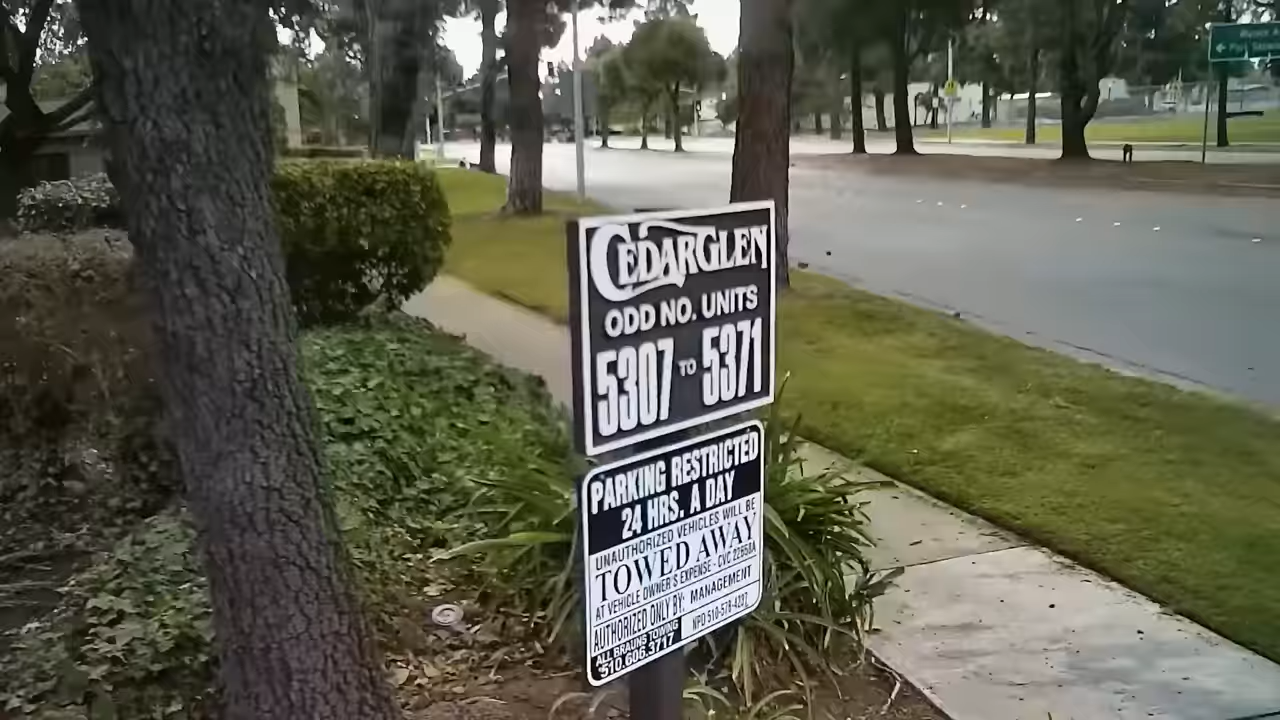 CEDARGLEN
ODD NO. UNITS
5307 TO 5371
PARKING RESTRICTED
24 HRS. A DAY
UNAUTHORIZED VEHICLES WILL BE
TOWED AWAY
AT VEHICLE OWNER'S EXPENSE - CVC 22658A
AUTHORIZED ONLY BY: MANAGEMENT
ALL BRAUNS TOWING NPD 510-578-4237
510.606.3717